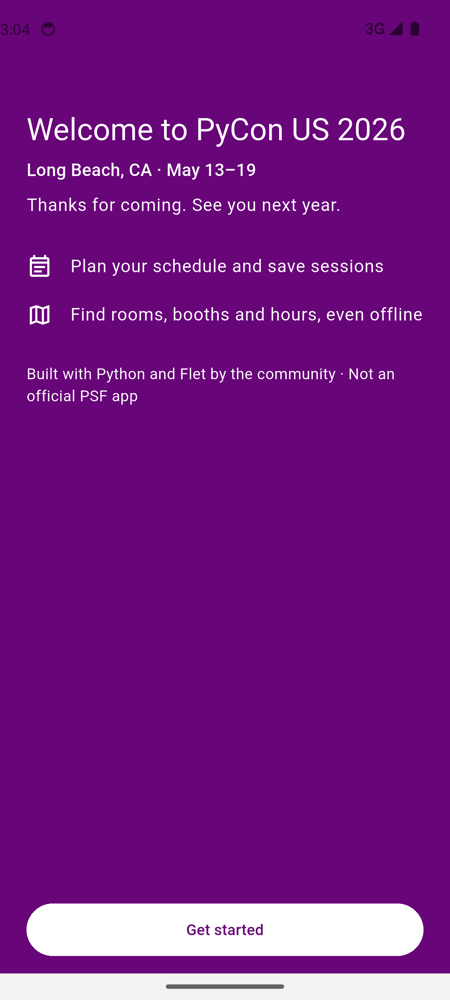 3:04
3G
Welcome to PyCon US 2026
Long Beach, CA · May 13–19
Thanks for coming. See you next year.
Plan your schedule and save sessions
Find rooms, booths and hours, even offline
Built with Python and Flet by the community · Not an
official PSF app
Get started